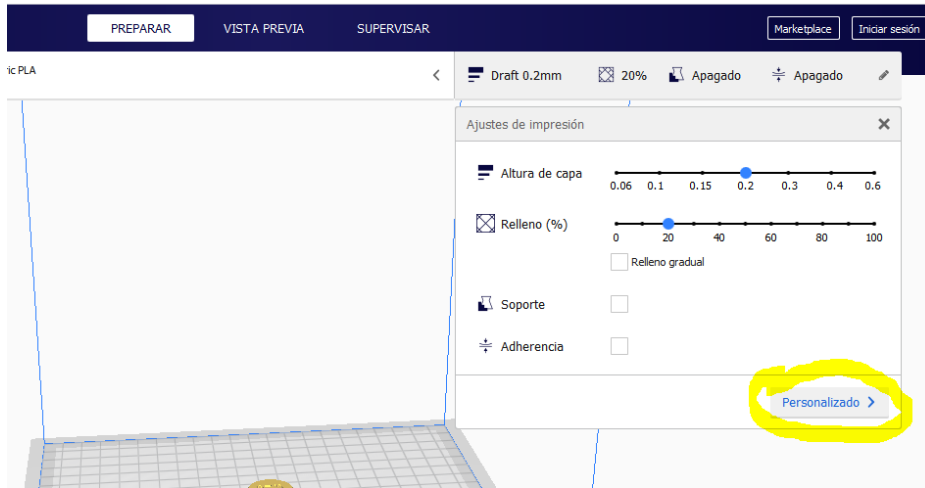 PREPARAR VISTA PREVIA SUPERVISAR Marketplace Iniciar sesión
ric PLA
Draft 0.2mm 20% Apagado Apagado
Ajustes de impresión
Altura de capa
0.06 0.1 0.15 0.2 0.3 0.4 0.6
Relleno (%)
0 20 40 60 80 100
Relleno gradual
Soporte
Adherencia
Personalizado